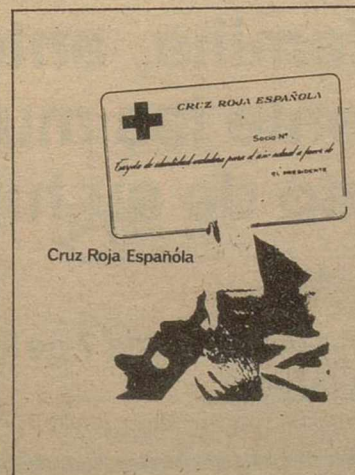 CRUZ ROJA ESPAÑOLA
Socio Nº
Tarjeta de identidad valedera para el año actual a favor de
EL PRESIDENTE
Cruz Roja Española